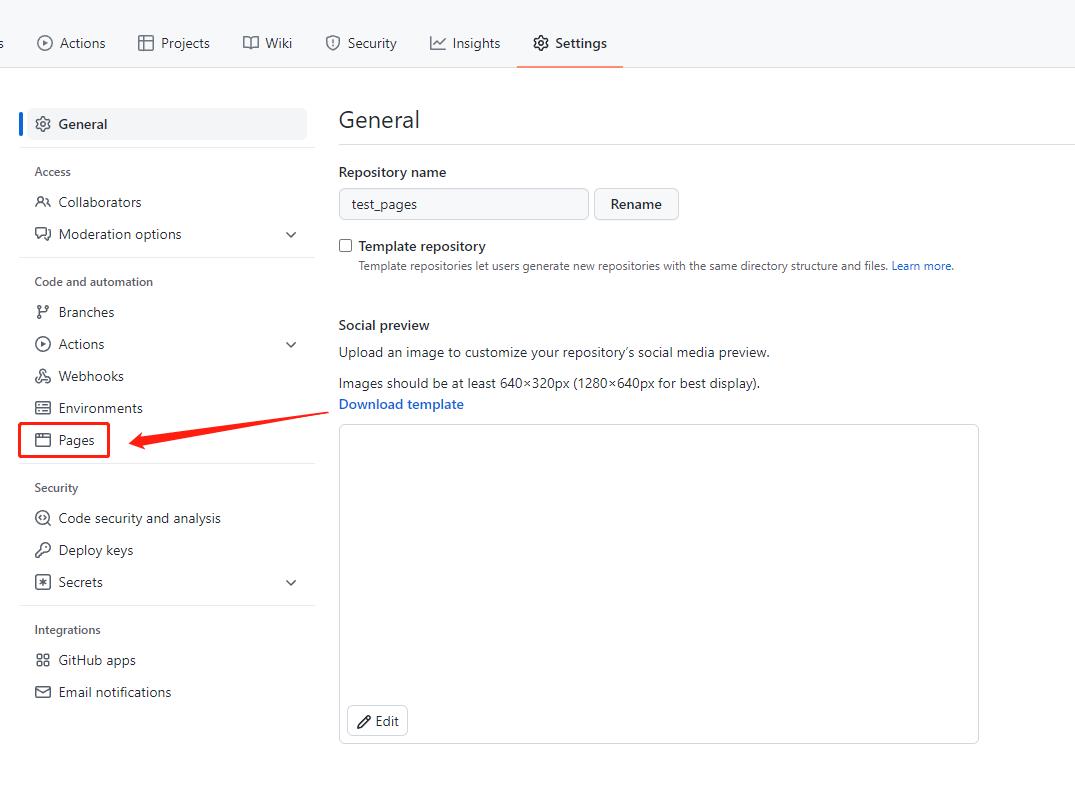 s
Actions
Projects
Wiki
Security
Insights
Settings
General
Access
Collaborators
Moderation options
Code and automation
Branches
Actions
Webhooks
Environments
Pages
Security
Code security and analysis
Deploy keys
Secrets
Integrations
GitHub apps
Email notifications
General
Repository name
test_pages
Rename
Template repository
Template repositories let users generate new repositories with the same directory structure and files. Learn more.
Social preview
Upload an image to customize your repository’s social media preview.
Images should be at least 640×320px (1280×640px for best display).
Download template
Edit